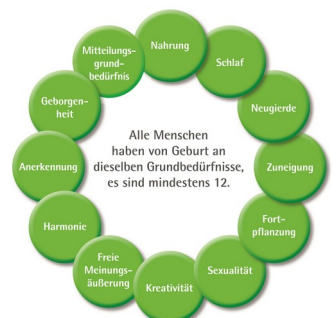 Nahrung
Schlaf
Neugierde
Zuneigung
Fort-
pflanzung
Sexualität
Kreativität
Freie
Meinungs-
äußerung
Harmonie
Anerkennung
Geborgen-
heit
Mitteilungs-
grund-
bedürfnis
Alle Menschen
haben von Geburt an
dieselben Grundbedürfnisse,
es sind mindestens 12.